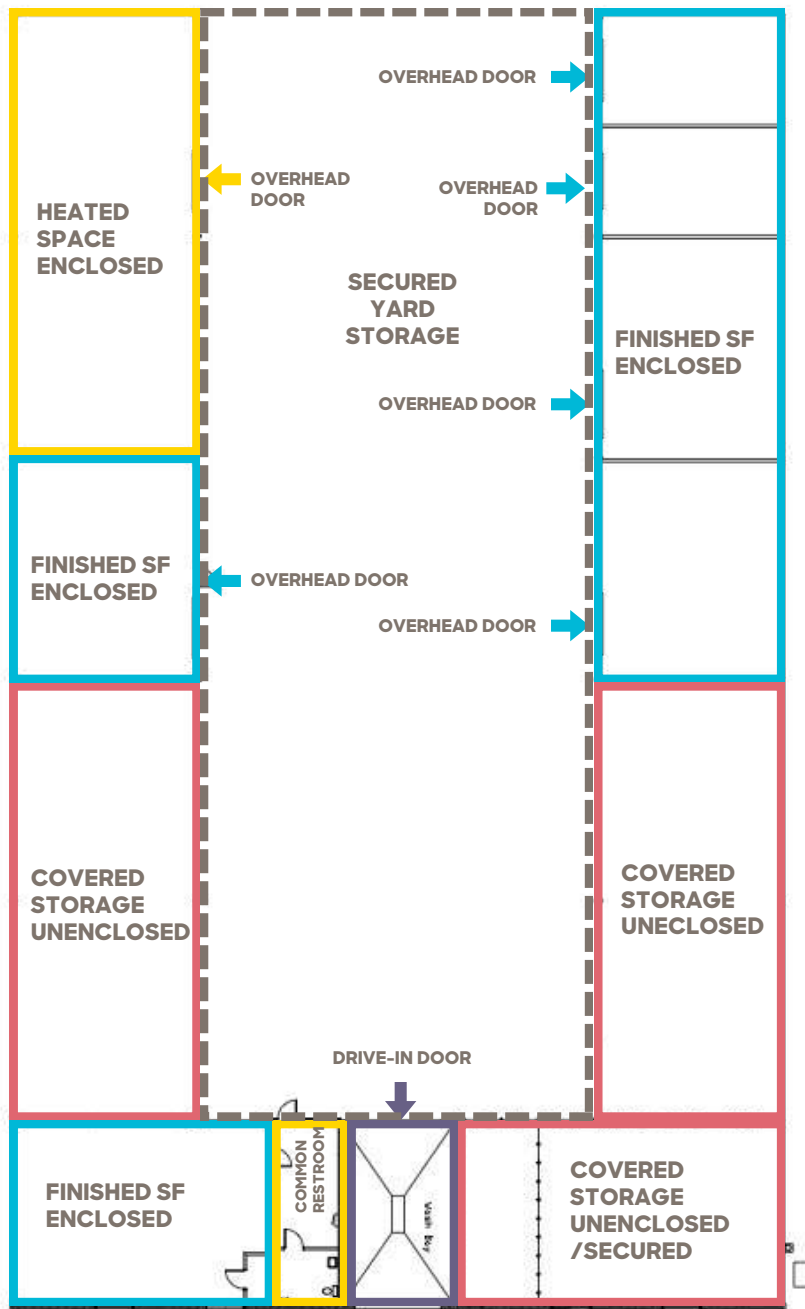 OVERHEAD DOOR
OVERHEAD
DOOR
OVERHEAD
DOOR
HEATED
SPACE
ENCLOSED
SECURED
YARD
STORAGE
FINISHED SF
ENCLOSED
OVERHEAD DOOR
FINISHED SF
ENCLOSED
OVERHEAD DOOR
OVERHEAD DOOR
COVERED
STORAGE
UNENCLOSED
COVERED
STORAGE
UNECLOSED
DRIVE-IN DOOR
FINISHED SF
ENCLOSED
COMMON
RESTROOM
Wash Bay
COVERED
STORAGE
UNENCLOSED
/SECURED